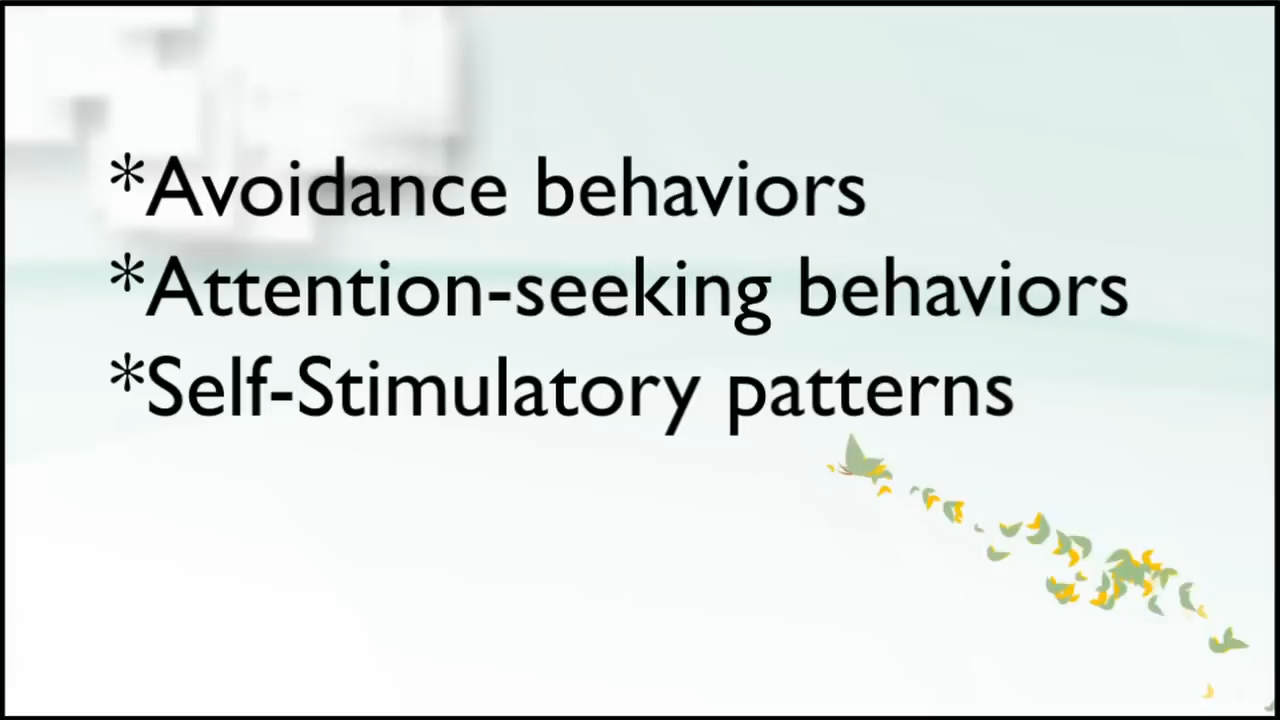 *Avoidance behaviors
*Attention-seeking behaviors
*Self-Stimulatory patterns